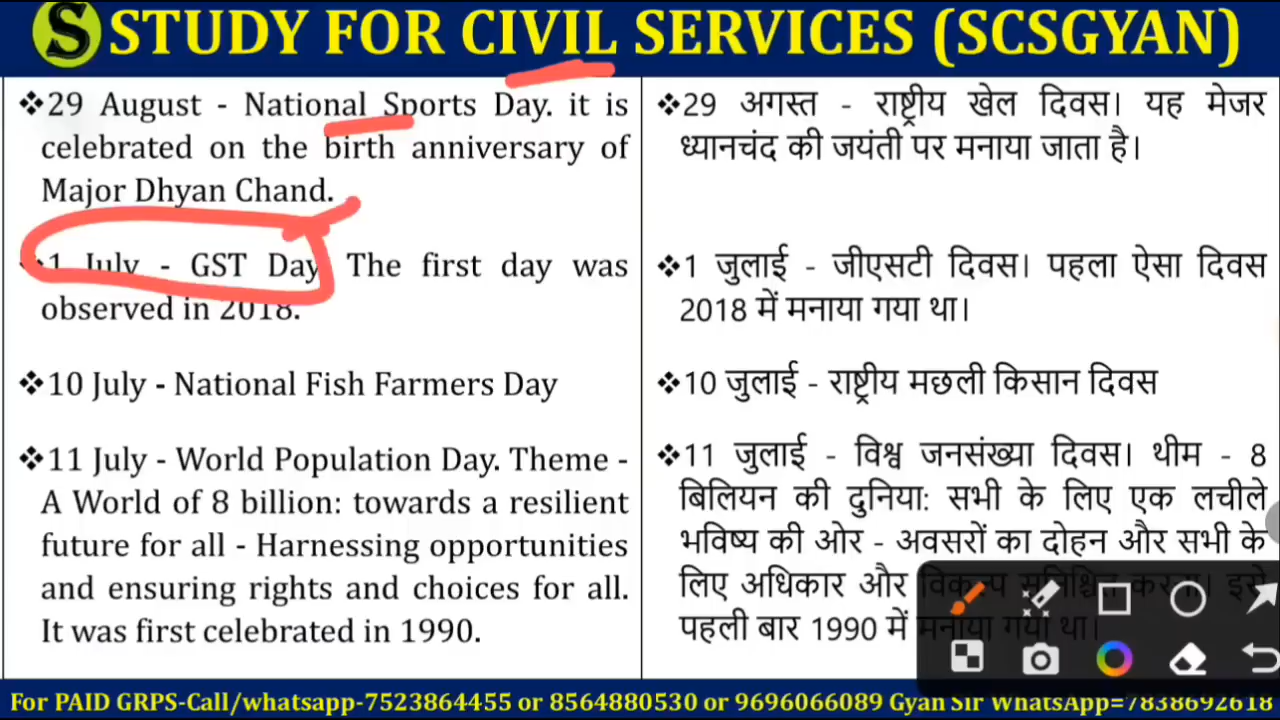 S STUDY FOR CIVIL SERVICES (SCSGYAN)
❖29 August - National Sports Day. it is
celebrated on the birth anniversary of
Major Dhyan Chand.
1 July - GST Day The first day was
observed in 2018.
❖10 July - National Fish Farmers Day
❖11 July - World Population Day. Theme -
A World of 8 billion: towards a resilient
future for all - Harnessing opportunities
and ensuring rights and choices for all.
It was first celebrated in 1990.
❖29 अगस्त - राष्ट्रीय खेल दिवस। यह मेजर
ध्यानचंद की जयंती पर मनाया जाता है।
❖1 जुलाई - जीएसटी दिवस। पहला ऐसा दिवस
2018 में मनाया गया था।
❖10 जुलाई - राष्ट्रीय मछली किसान दिवस
❖11 जुलाई - विश्व जनसंख्या दिवस। थीम - 8
बिलियन की दुनिया: सभी के लिए एक लचीले
भविष्य की ओर - अवसरों का दोहन और सभी के
लिए अधिकार और विकल्प सुनिश्चित करना। इसे
पहली बार 1990 में मनाया गया था।
For PAID GRPS-Call/whatsapp-7523864455 or 8564880530 or 9696066089 Gyan Sir WhatsApp=7838692618